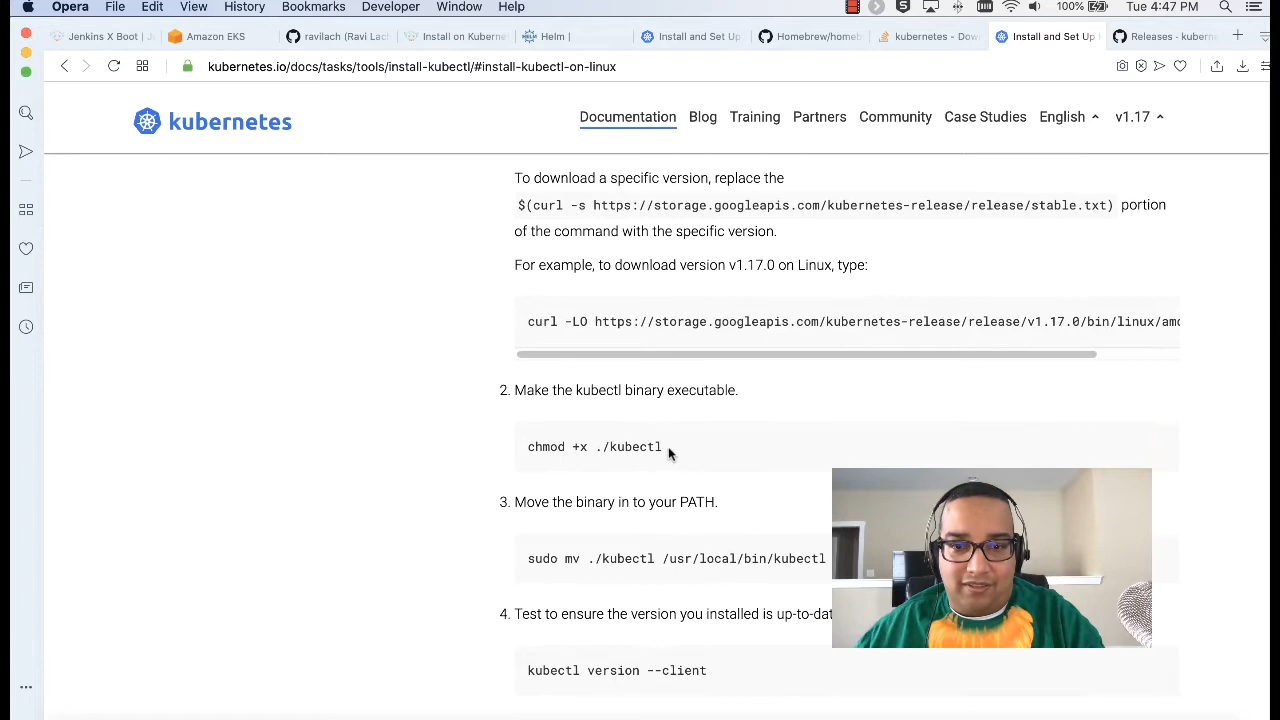 Opera File Edit View History Bookmarks Developer Window Help 100% Tue 4:47 PM
Jenkins X Boot | J Amazon EKS ravilach (Ravi Lach Install on Kuberne Helm | Install and Set Up Homebrew/homeb kubernetes - Dow Install and Set Up Releases · kuberne
kubernetes.io/docs/tasks/tools/install-kubectl/#install-kubectl-on-linux
kubernetes Documentation Blog Training Partners Community Case Studies English v1.17
To download a specific version, replace the
$(curl -s https://storage.googleapis.com/kubernetes-release/release/stable.txt) portion
of the command with the specific version.
For example, to download version v1.17.0 on Linux, type:
curl -LO https://storage.googleapis.com/kubernetes-release/release/v1.17.0/bin/linux/amd
2. Make the kubectl binary executable.
chmod +x ./kubectl
3. Move the binary in to your PATH.
sudo mv ./kubectl /usr/local/bin/kubectl
4. Test to ensure the version you installed is up-to-dat
kubectl version --client